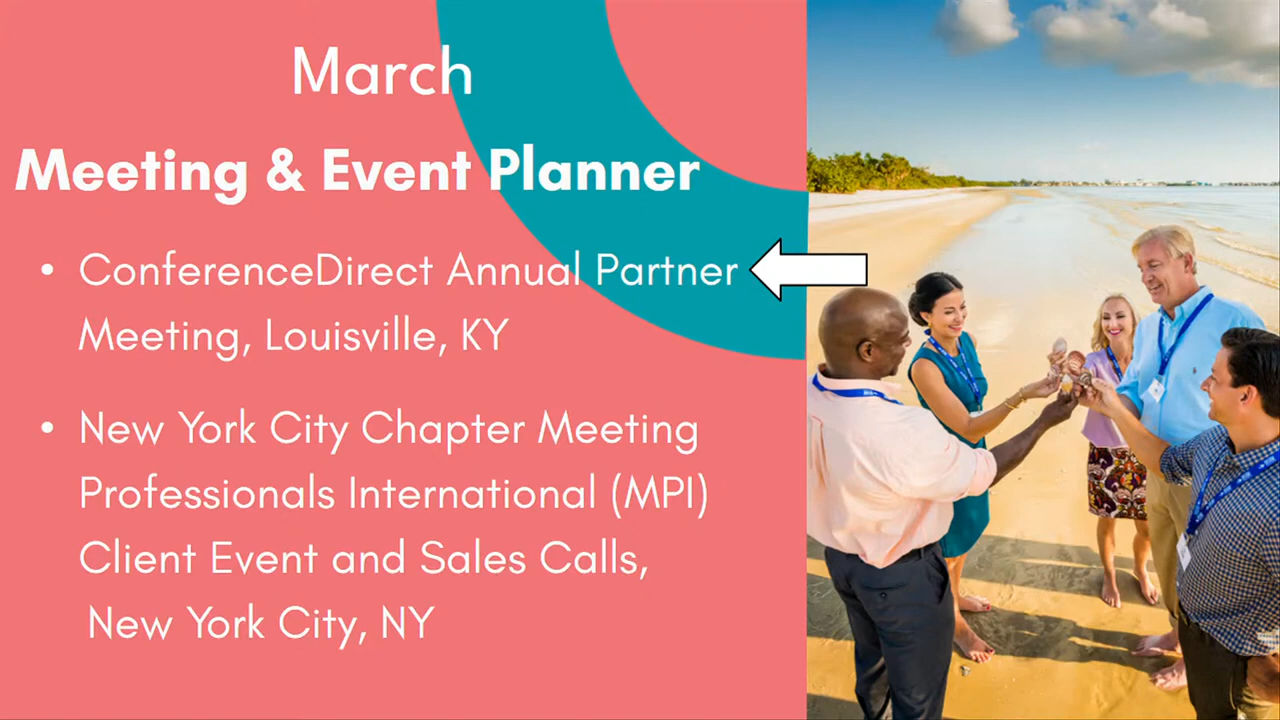 March
Meeting & Event Planner
• ConferenceDirect Annual Partner
Meeting, Louisville, KY
• New York City Chapter Meeting
Professionals International (MPI)
Client Event and Sales Calls,
New York City, NY